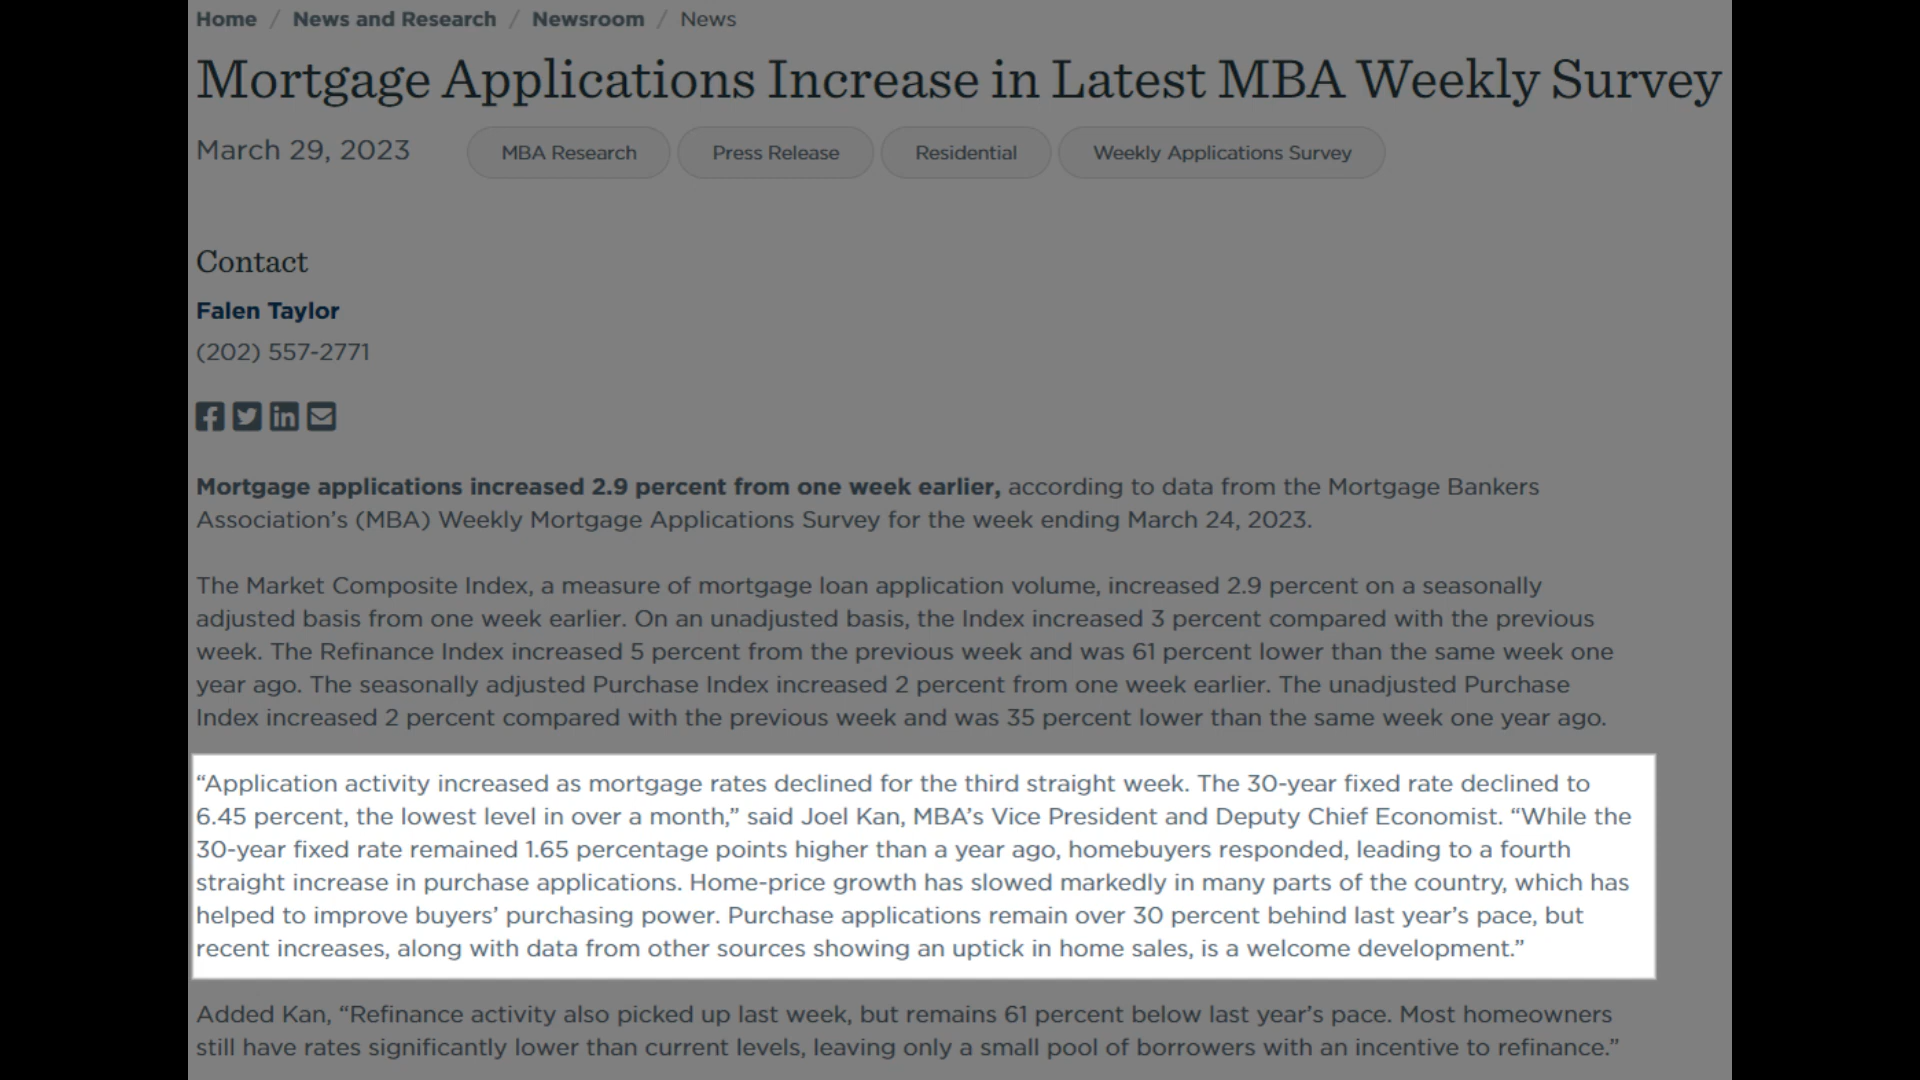 Home / News and Research / Newsroom / News
Mortgage Applications Increase in Latest MBA Weekly Survey
March 29, 2023 MBA Research Press Release Residential Weekly Applications Survey
Contact
Falen Taylor
(202) 557-2771
Mortgage applications increased 2.9 percent from one week earlier, according to data from the Mortgage Bankers
Association’s (MBA) Weekly Mortgage Applications Survey for the week ending March 24, 2023.
The Market Composite Index, a measure of mortgage loan application volume, increased 2.9 percent on a seasonally
adjusted basis from one week earlier. On an unadjusted basis, the Index increased 3 percent compared with the previous
week. The Refinance Index increased 5 percent from the previous week and was 61 percent lower than the same week one
year ago. The seasonally adjusted Purchase Index increased 2 percent from one week earlier. The unadjusted Purchase
Index increased 2 percent compared with the previous week and was 35 percent lower than the same week one year ago.
“Application activity increased as mortgage rates declined for the third straight week. The 30-year fixed rate declined to
6.45 percent, the lowest level in over a month,” said Joel Kan, MBA’s Vice President and Deputy Chief Economist. “While the
30-year fixed rate remained 1.65 percentage points higher than a year ago, homebuyers responded, leading to a fourth
straight increase in purchase applications. Home-price growth has slowed markedly in many parts of the country, which has
helped to improve buyers’ purchasing power. Purchase applications remain over 30 percent behind last year’s pace, but
recent increases, along with data from other sources showing an uptick in home sales, is a welcome development.”
Added Kan, “Refinance activity also picked up last week, but remains 61 percent below last year’s pace. Most homeowners
still have rates significantly lower than current levels, leaving only a small pool of borrowers with an incentive to refinance.”